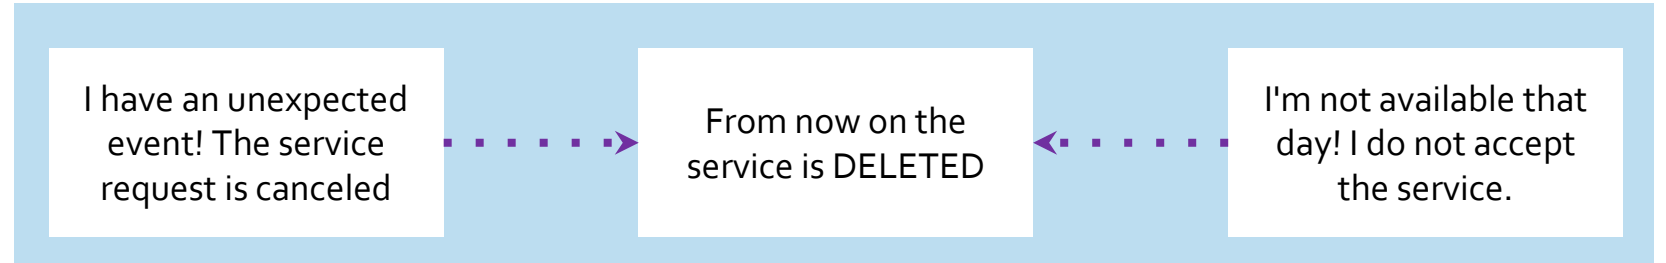 I have an unexpected
event! The service
request is canceled
From now on the
service is DELETED
I'm not available that
day! I do not accept
the service.